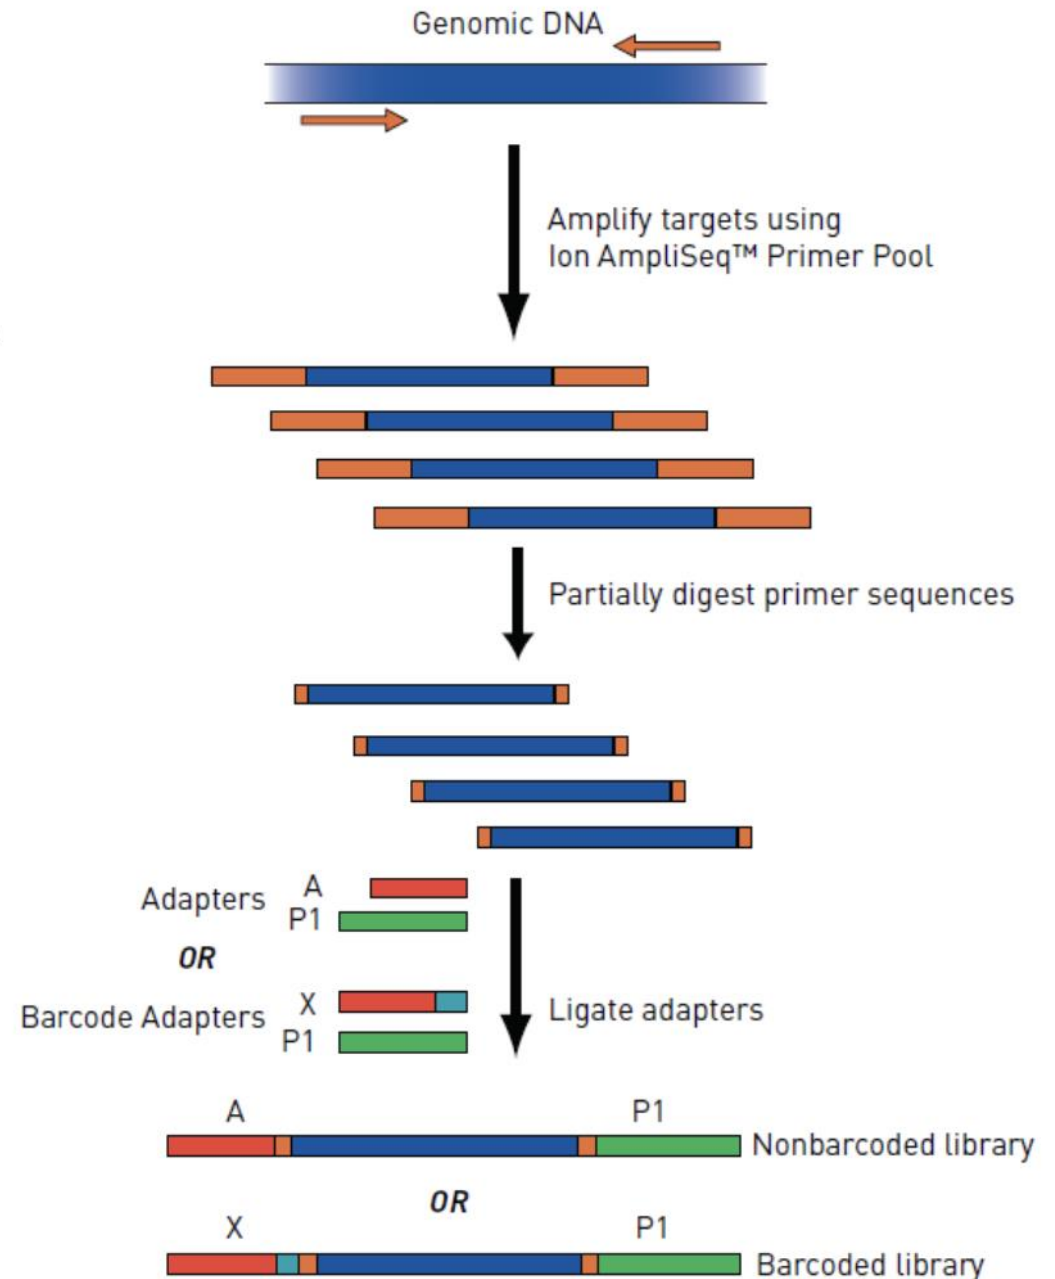 Genomic DNA
Amplify targets using
Ion AmpliSeq™ Primer Pool
Partially digest primer sequences
Adapters
A
P1
OR
Barcode Adapters
X
P1
Ligate adapters
A
P1
Nonbarcoded library
OR
X
P1
Barcoded library